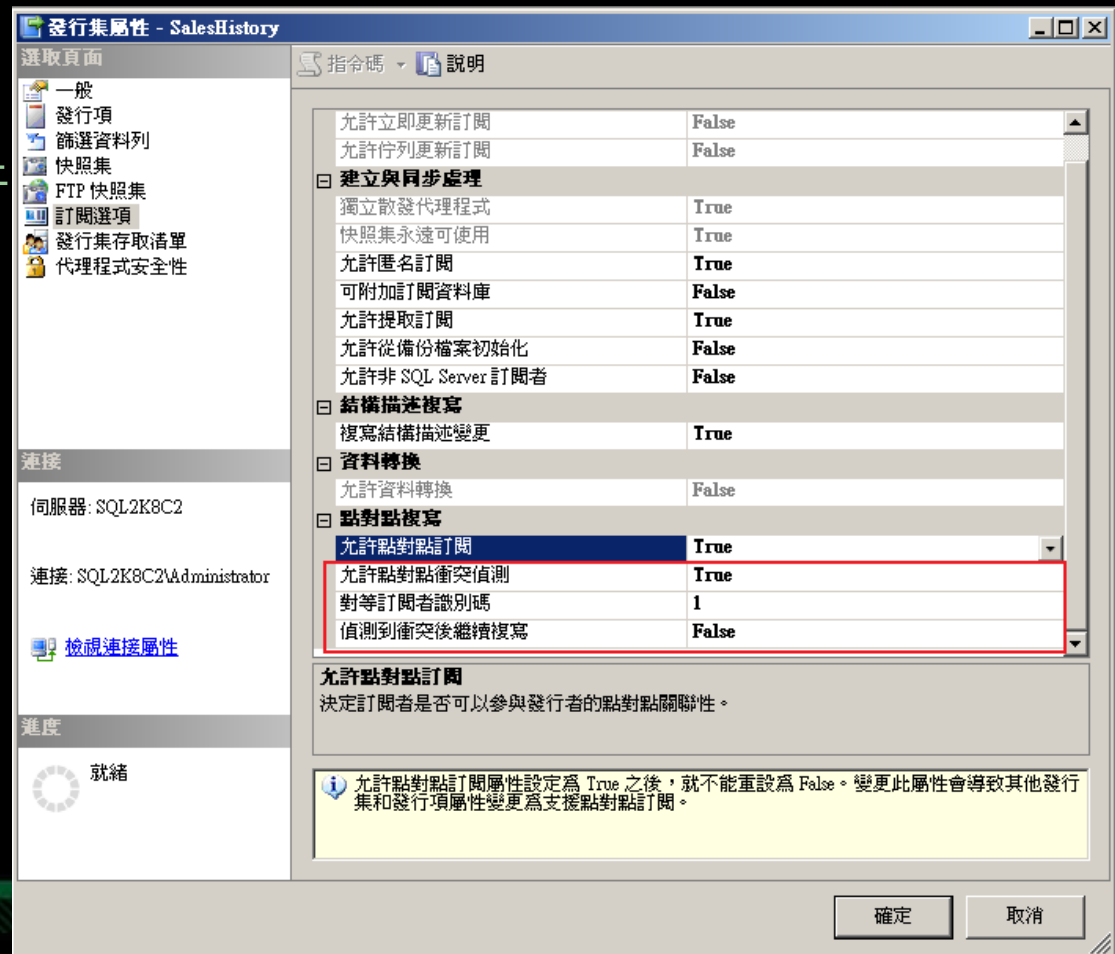 發行集屬性 - SalesHistory
選取頁面
一般
發行項
篩選資料列
快照集
FTP 快照集
訂閱選項
發行集存取清單
代理程式安全性
連接
伺服器: SQL2K8C2
連接: SQL2K8C2\Administrator
檢視連接屬性
進度
就緒
指令碼 說明
允許立即更新訂閱 False
允許佇列更新訂閱 False
建立與同步處理
獨立散發代理程式 True
快照集永遠可使用 True
允許匿名訂閱 True
可附加訂閱資料庫 False
允許提取訂閱 True
允許從備份檔案初始化 False
允許非 SQL Server 訂閱者 False
結構描述複寫
複寫結構描述變更 True
資料轉換
允許資料轉換 False
點對點複寫
允許點對點訂閱 True
允許點對點衝突偵測 True
對等訂閱者識別碼 1
偵測到衝突後繼續複寫 False
允許點對點訂閱
決定訂閱者是否可以參與發行者的點對點關聯性。
允許點對點訂閱屬性設定為 True 之後，就不能重設為 False。變更此屬性會導致其他發行
集和發行項屬性變更為支援點對點訂閱。
確定 取消